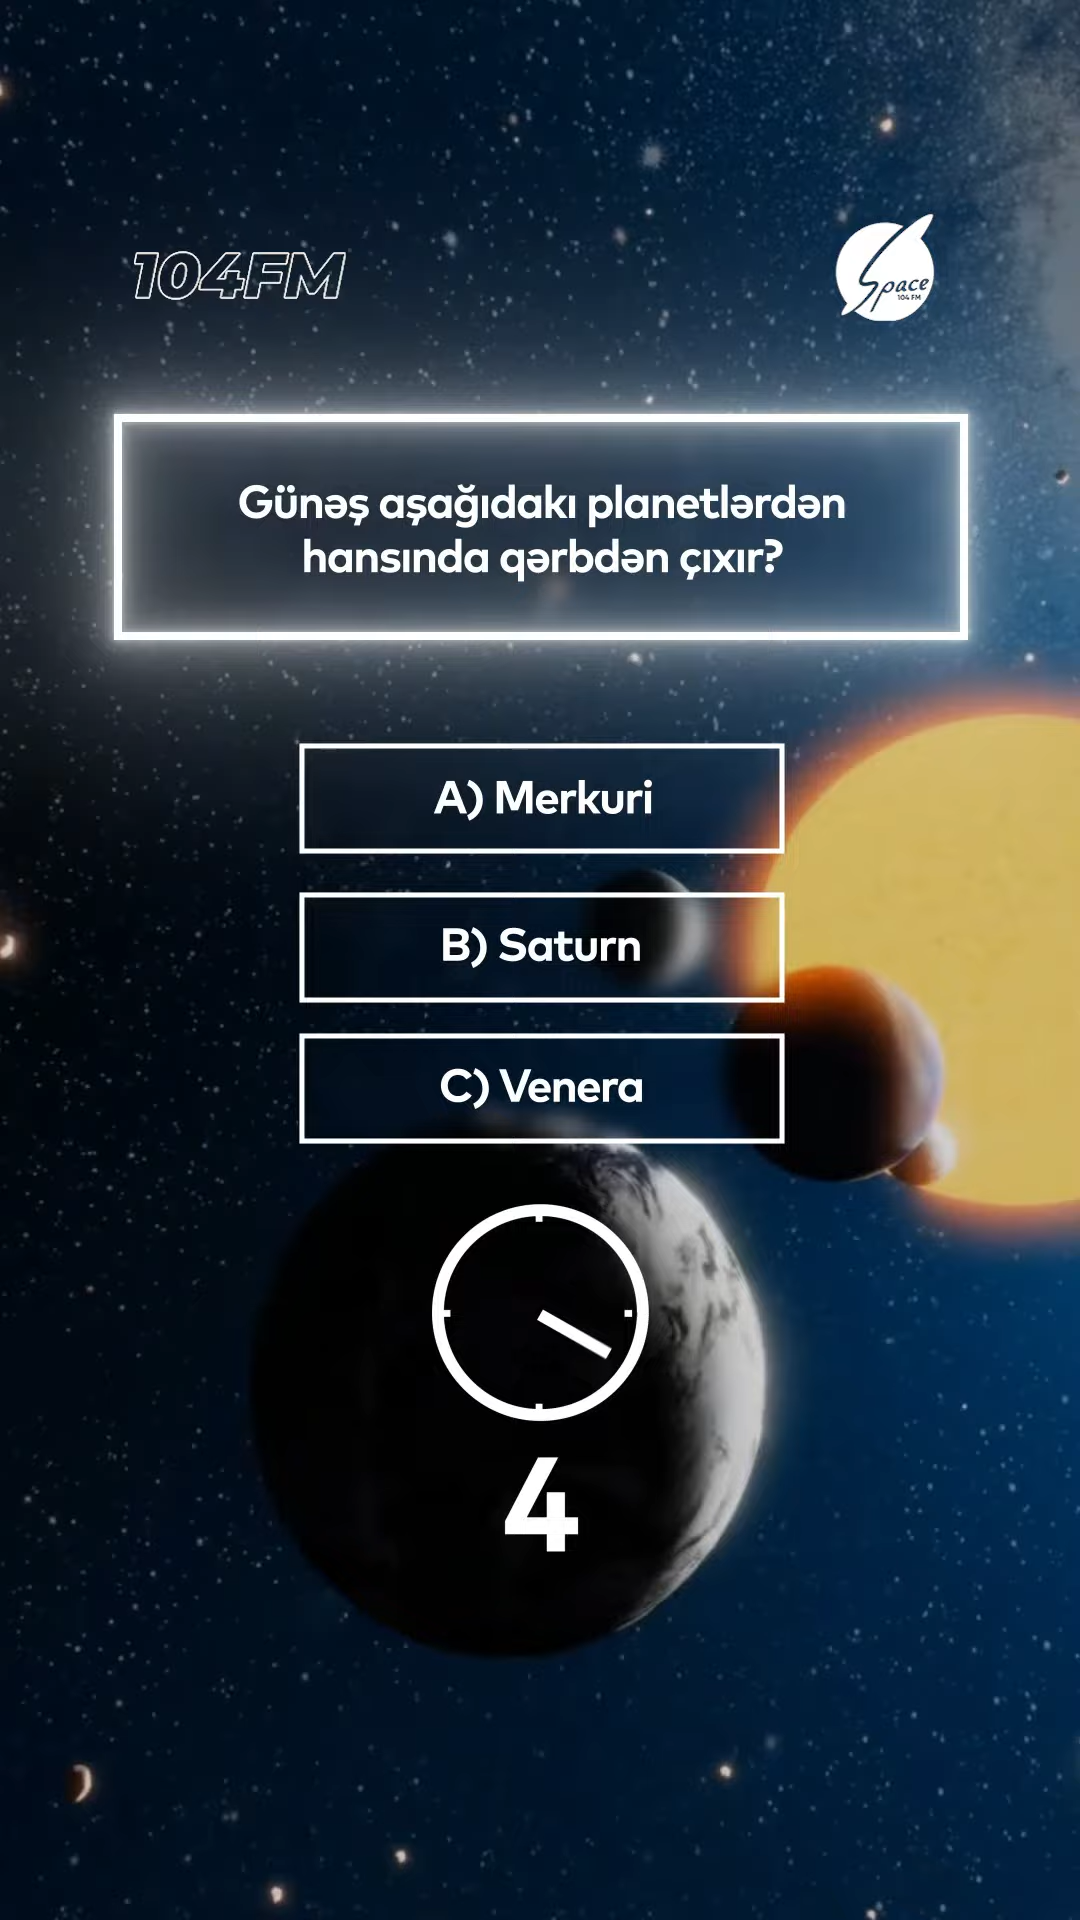 104FM
Space
104 FM
Günəş aşağıdakı planetlərdən
hansında qərbdən çıxır?
A) Merkuri
B) Saturn
C) Venera
4